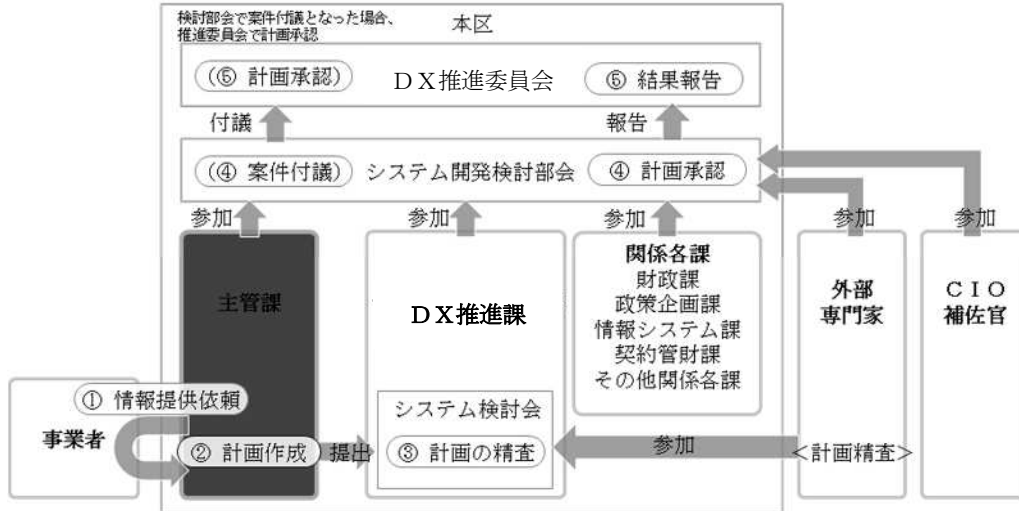 検討部会で案件付議となった場合、
推進委員会で計画承認
本区
(⑤ 計画承認)
ＤＸ推進委員会
⑤ 結果報告
付議
報告
(④ 案件付議)
システム開発検討部会
④ 計画承認
参加
参加
参加
参加
参加
主管課
ＤＸ推進課
関係各課
財政課
政策企画課
情報システム課
契約管財課
その他関係各課
外部
専門家
ＣＩＯ
補佐官
事業者
① 情報提供依頼
② 計画作成
提出
システム検討会
③ 計画の精査
参加
＜計画精査＞